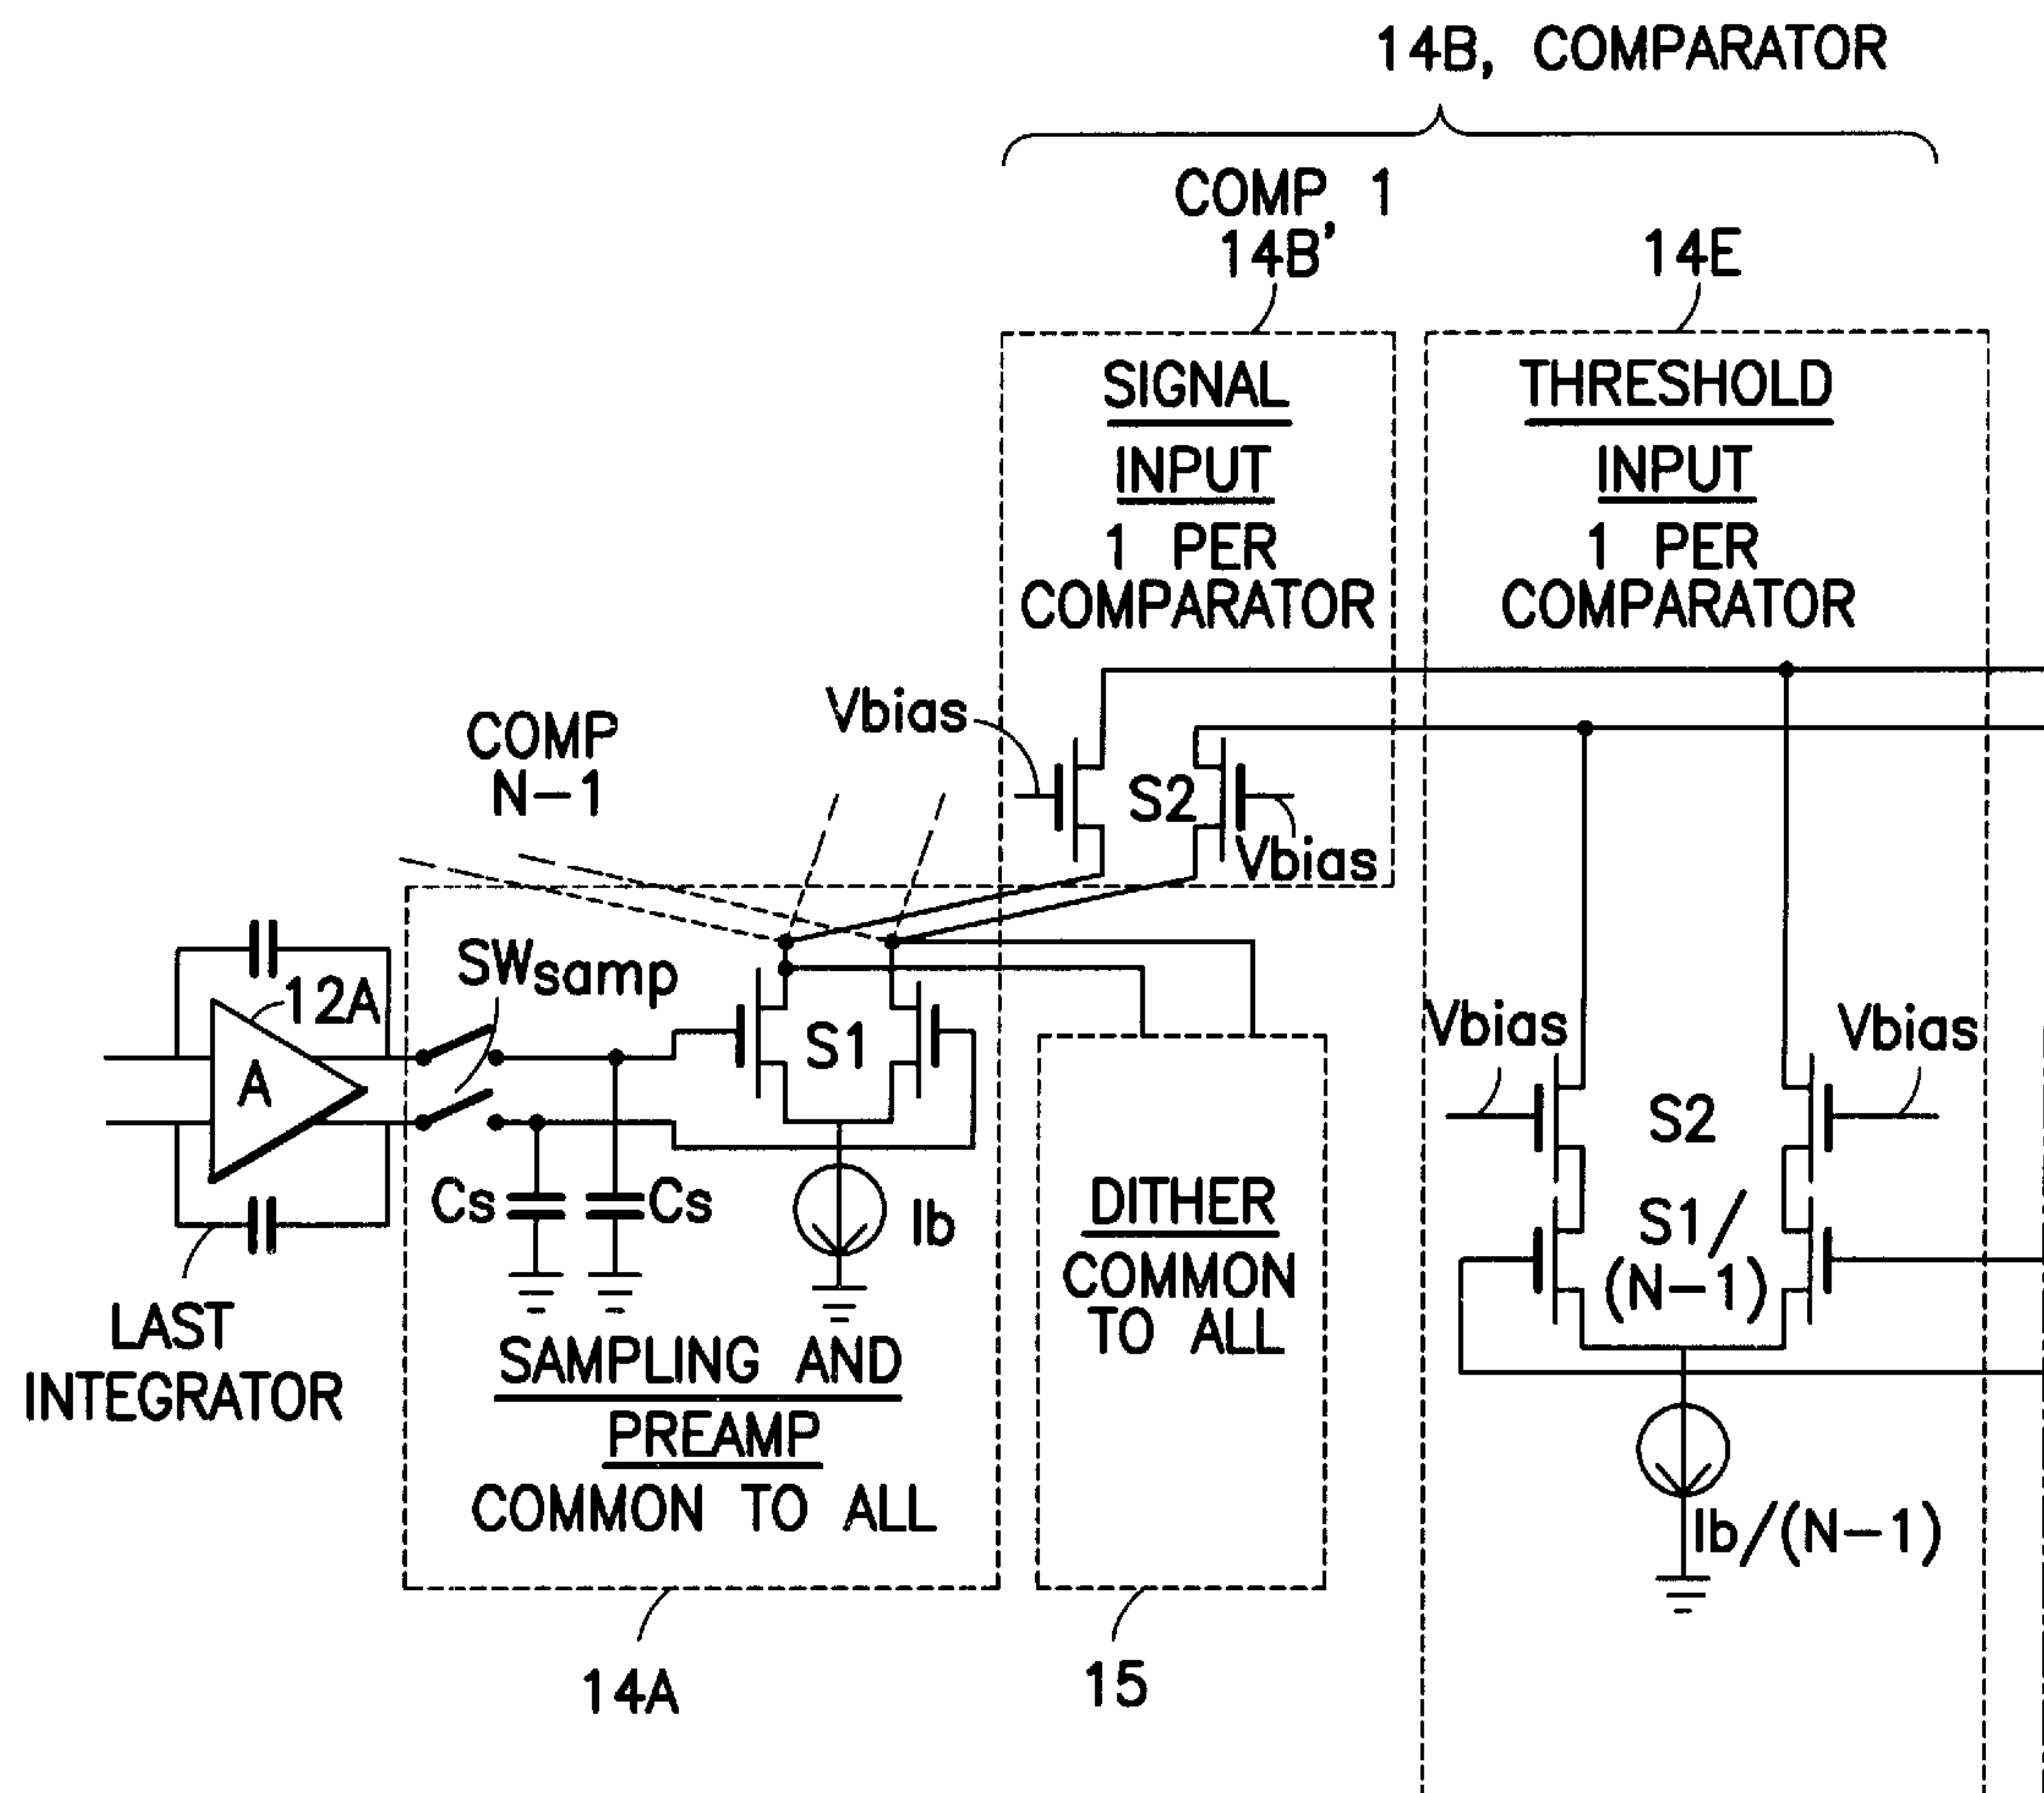 14B, COMPARATOR
COMP, 1
14B'
14E
SIGNAL
INPUT
1 PER
COMPARATOR
THRESHOLD
INPUT
1 PER
COMPARATOR
Vbias
S2
Vbias
COMP
N-1
12A
A
SWsamp
S1
Cs
Cs
Ib
LAST
INTEGRATOR
SAMPLING AND
PREAMP
COMMON TO ALL
14A
DITHER
COMMON
TO ALL
15
Vbias
Vbias
S2
S1/
(N-1)
Ib/(N-1)